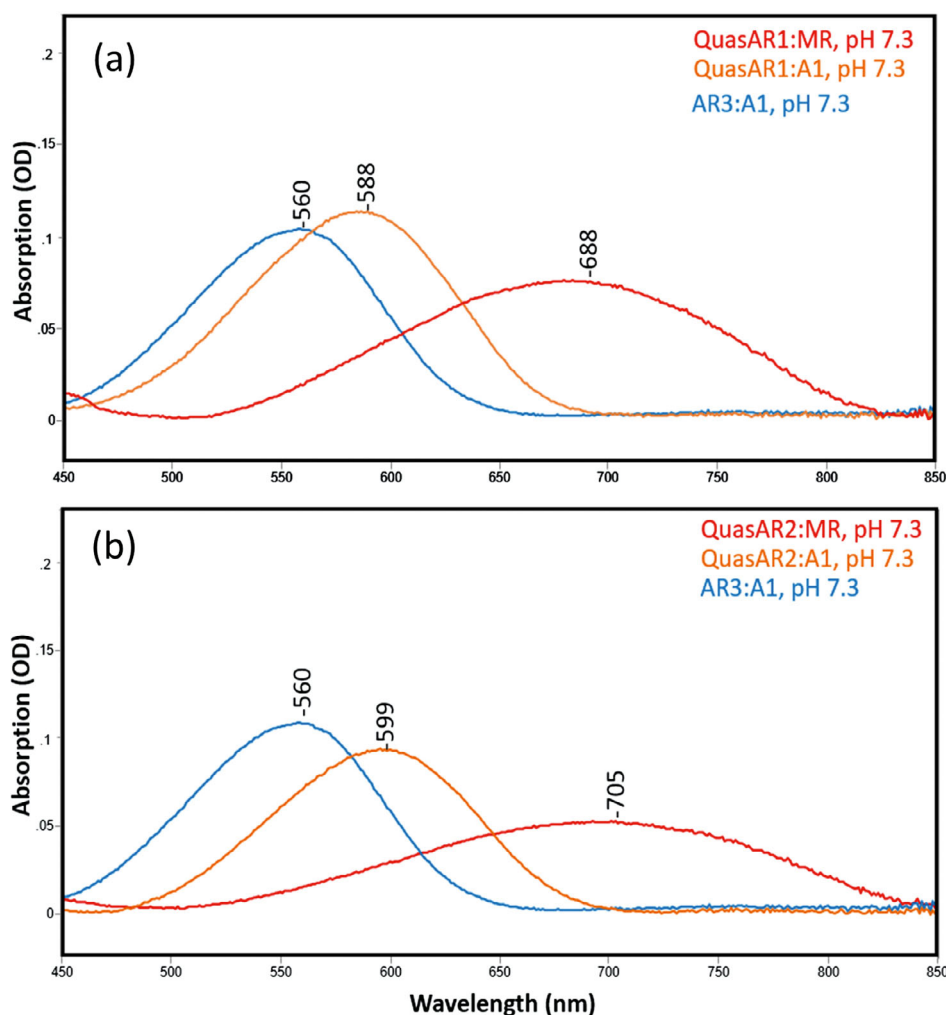 (a)
QuasAR1:MR, pH 7.3
QuasAR1:A1, pH 7.3
AR3:A1, pH 7.3
Absorption (OD)
.2
.15
.1
.05
0
-560
-588
-688
450 500 550 600 650 700 750 800 850
(b)
QuasAR2:MR, pH 7.3
QuasAR2:A1, pH 7.3
AR3:A1, pH 7.3
Absorption (OD)
.2
.15
.1
.05
0
-560
-599
-705
450 500 550 600 650 700 750 800 850
Wavelength (nm)